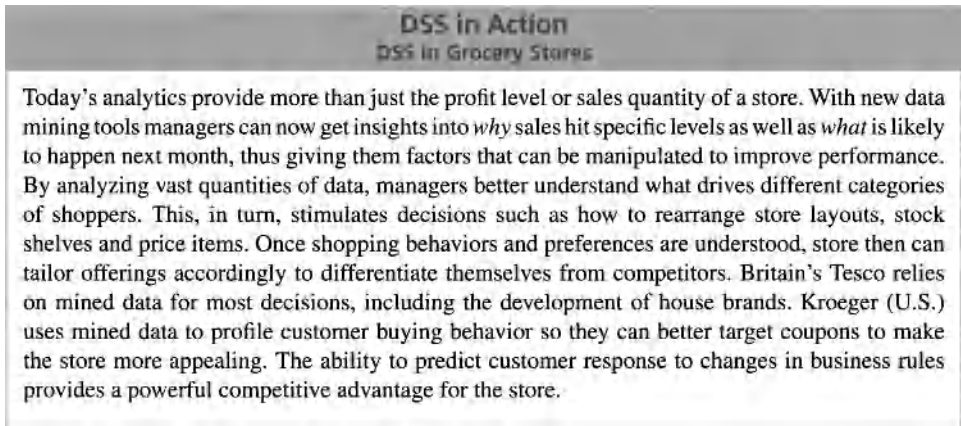 DSS in Action
DSS in Grocery Stores
Today's analytics provide more than just the profit level or sales quantity of a store. With new data
mining tools managers can now get insights into why sales hit specific levels as well as what is likely
to happen next month, thus giving them factors that can be manipulated to improve performance.
By analyzing vast quantities of data, managers better understand what drives different categories
of shoppers. This, in turn, stimulates decisions such as how to rearrange store layouts, stock
shelves and price items. Once shopping behaviors and preferences are understood, store then can
tailor offerings accordingly to differentiate themselves from competitors. Britain's Tesco relies
on mined data for most decisions, including the development of house brands. Kroeger (U.S.)
uses mined data to profile customer buying behavior so they can better target coupons to make
the store more appealing. The ability to predict customer response to changes in business rules
provides a powerful competitive advantage for the store.